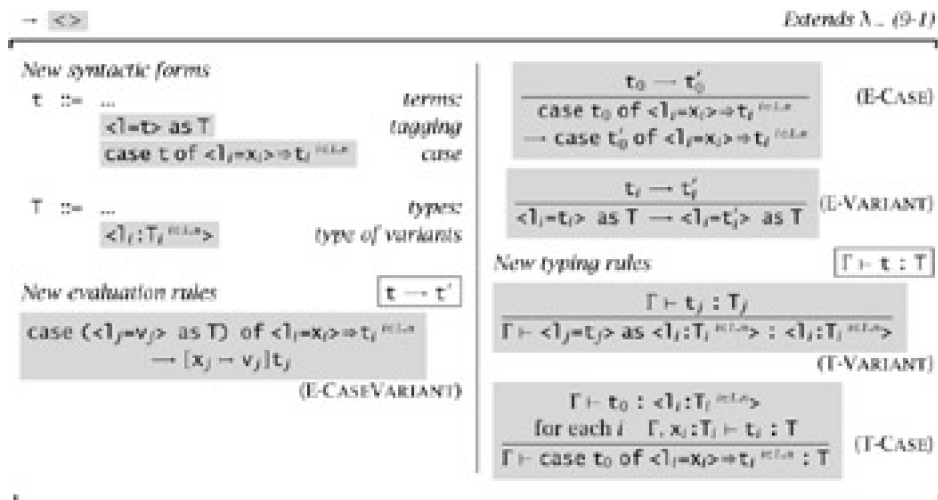 → <> Extends λ→ (9-1)
New syntactic forms
t ::= ... terms:
<l=t> as T tagging
case t of <lᵢ=xᵢ>⇒tᵢ ⁱ∈¹··ⁿ case
T ::= ... types:
<lᵢ:Tᵢ ⁱ∈¹··ⁿ> type of variants
New evaluation rules t → t′
case (<lⱼ=vⱼ> as T) of <lᵢ=xᵢ>⇒tᵢ ⁱ∈¹··ⁿ
→ [xⱼ ↦ vⱼ]tⱼ
(E-CASEVARIANT)
t₀ → t′₀
case t₀ of <lᵢ=xᵢ>⇒tᵢ ⁱ∈¹··ⁿ
→ case t′₀ of <lᵢ=xᵢ>⇒tᵢ ⁱ∈¹··ⁿ
(E-CASE)
tᵢ → t′ᵢ
<lᵢ=tᵢ> as T → <lᵢ=t′ᵢ> as T
(E-VARIANT)
New typing rules Γ ⊢ t : T
Γ ⊢ tⱼ : Tⱼ
Γ ⊢ <lⱼ=tⱼ> as <lᵢ:Tᵢ ⁱ∈¹··ⁿ> : <lᵢ:Tᵢ ⁱ∈¹··ⁿ>
(T-VARIANT)
Γ ⊢ t₀ : <lᵢ:Tᵢ ⁱ∈¹··ⁿ>
for each i Γ, xᵢ:Tᵢ ⊢ tᵢ : T
Γ ⊢ case t₀ of <lᵢ=xᵢ>⇒tᵢ ⁱ∈¹··ⁿ : T
(T-CASE)